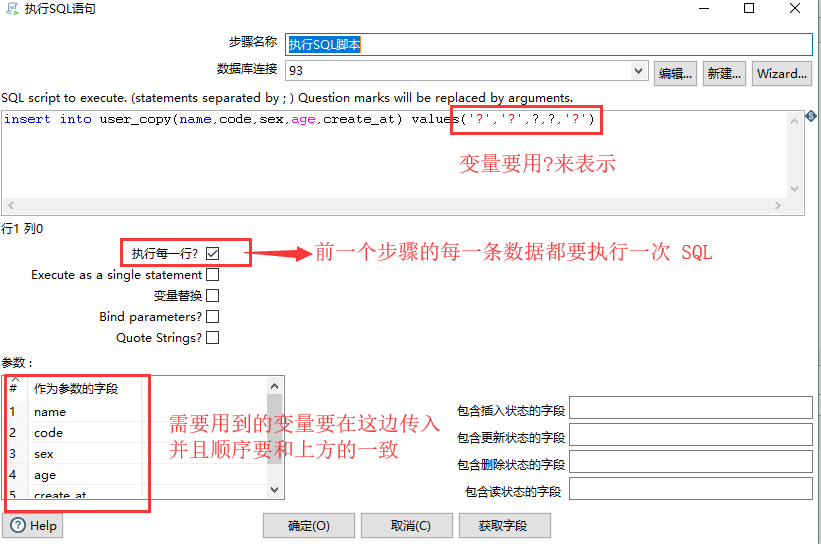 执行SQL语句
步骤名称 执行SQL脚本
数据库连接 93 编辑... 新建... Wizard...
SQL script to execute. (statements separated by ; ) Question marks will be replaced by arguments.
insert into user_copy(name,code,sex,age,create_at) values('?','?',?,?,'?')
变量要用?来表示
行1 列0
执行每一行? 前一个步骤的每一条数据都要执行一次 SQL
Execute as a single statement
变量替换
Bind parameters?
Quote Strings?
参数 :
# 作为参数的字段
1 name
2 code
3 sex
4 age
5 create_at
需要用到的变量要在这边传入
并且顺序要和上方的一致
包含插入状态的字段
包含更新状态的字段
包含删除状态的字段
包含读状态的字段
Help 确定(O) 取消(C) 获取字段